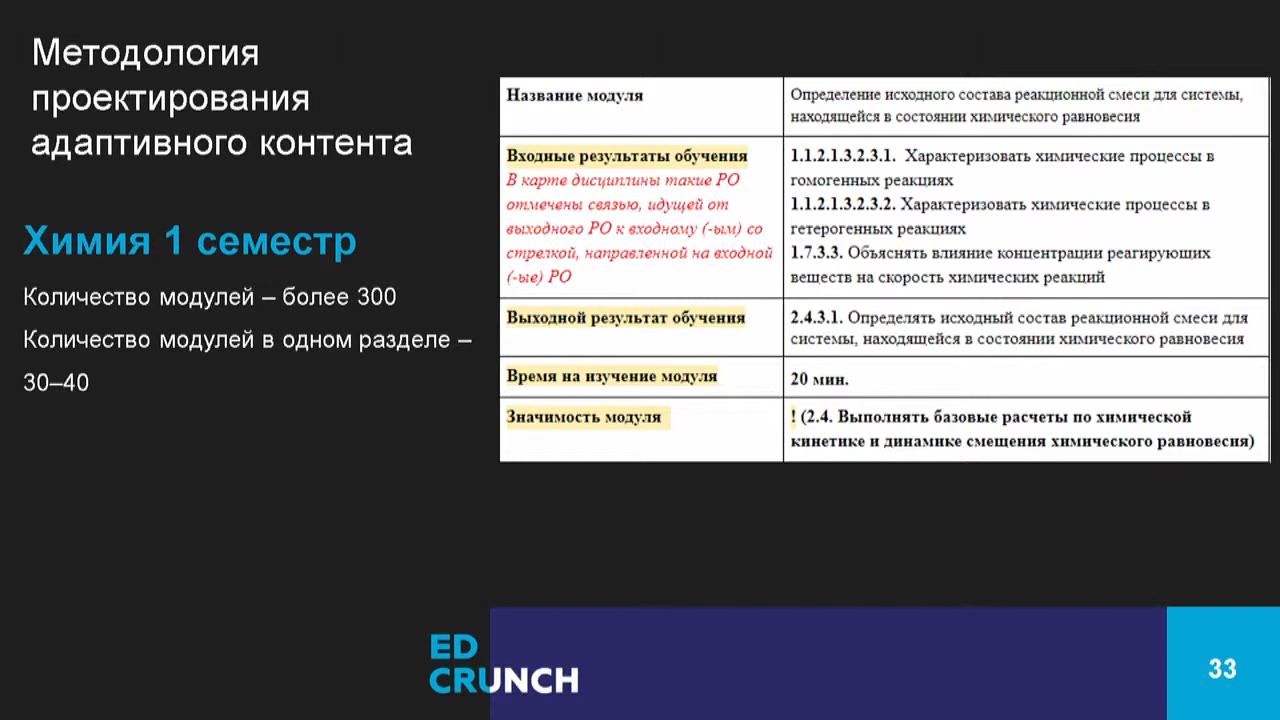 Методология
проектирования
адаптивного контента
Химия 1 семестр
Количество модулей – более 300
Количество модулей в одном разделе –
30–40
Название модуля
Определение исходного состава реакционной смеси для системы,
находящейся в состоянии химического равновесия
Входные результаты обучения
В карте дисциплины такие РО
отмечены связью, идущей от
выходного РО к входному (-ым) со
стрелкой, направленной на входной
(-ые) РО
1.1.2.1.3.2.3.1. Характеризовать химические процессы в
гомогенных реакциях
1.1.2.1.3.2.3.2. Характеризовать химические процессы в
гетерогенных реакциях
1.7.3.3. Объяснять влияние концентрации реагирующих
веществ на скорость химических реакций
Выходной результат обучения
2.4.3.1. Определять исходный состав реакционной смеси для
системы, находящейся в состоянии химического равновесия
Время на изучение модуля
20 мин.
Значимость модуля
! (2.4. Выполнять базовые расчеты по химической
кинетике и динамике смещения химического равновесия)
ED
CRUNCH
33